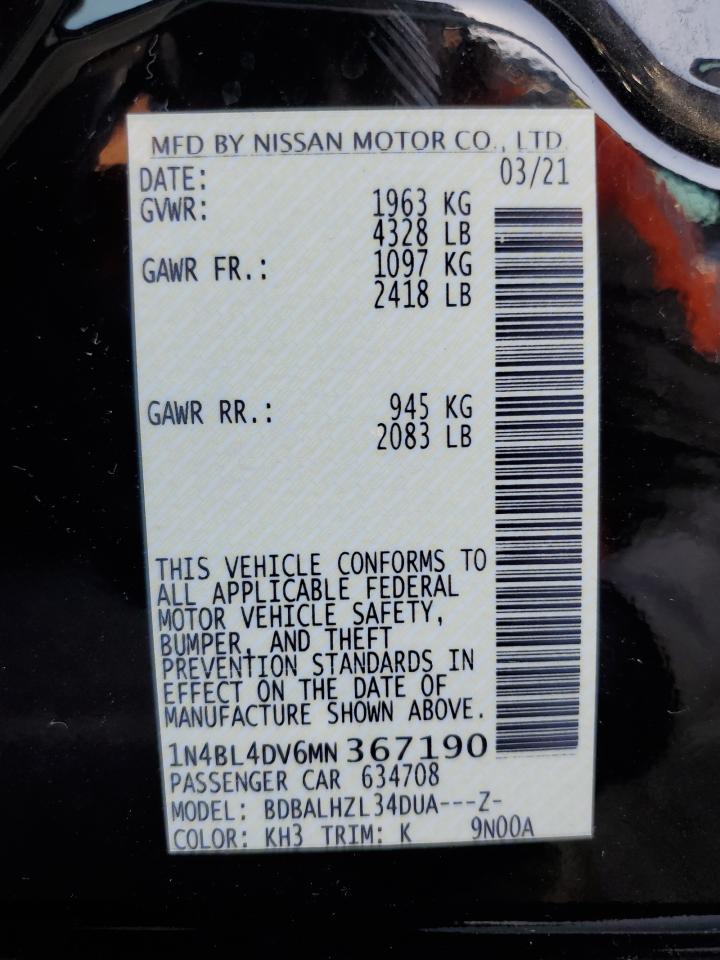 MFD BY NISSAN MOTOR CO., LTD.
DATE: 03/21
GVWR: 1963 KG
4328 LB
GAWR FR.: 1097 KG
2418 LB
GAWR RR.: 945 KG
2083 LB
THIS VEHICLE CONFORMS TO
ALL APPLICABLE FEDERAL
MOTOR VEHICLE SAFETY,
BUMPER, AND THEFT
PREVENTION STANDARDS IN
EFFECT ON THE DATE OF
MANUFACTURE SHOWN ABOVE.
1N4BL4DV6MN 367190
PASSENGER CAR 634708
MODEL: BDBALHZL34DUA---Z-
COLOR: KH3 TRIM: K 9N00A